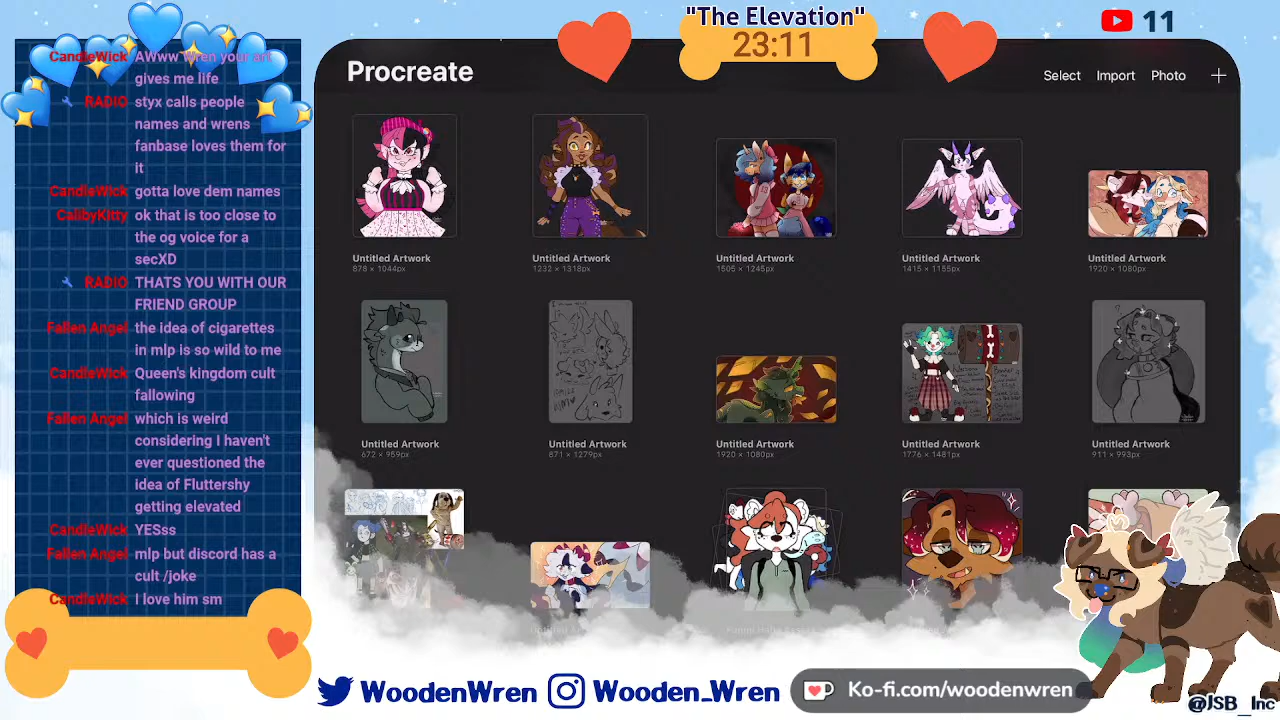 "The Elevation"
23:11
11
CandleWick AWww Wren your art
gives me life
RADIO styx calls people
names and wrens
fanbase loves them for
it
CandleWick gotta love dem names
CalibyKitty ok that is too close to
the og voice for a
secXD
RADIO THATS YOU WITH OUR
FRIEND GROUP
Fallen Angel the idea of cigarettes
in mlp is so wild to me
CandleWick Queen's kingdom cult
fallowing
Fallen Angel which is weird
considering I haven't
ever questioned the
idea of Fluttershy
getting elevated
CandleWick YESss
Fallen Angel mlp but discord has a
cult /joke
CandleWick I love him sm
Procreate
Select Import Photo
Untitled Artwork Untitled Artwork Untitled Artwork Untitled Artwork Untitled Artwork
878 × 1044px 1232 × 1318px 1505 × 1245px 1415 × 1155px 1920 × 1080px
Untitled Artwork Untitled Artwork Untitled Artwork Untitled Artwork Untitled Artwork
672 × 959px 871 × 1279px 1920 × 1080px 1776 × 1481px 911 × 993px
WoodenWren Wooden_Wren Ko-fi.com/woodenwren
@JSB_Inc